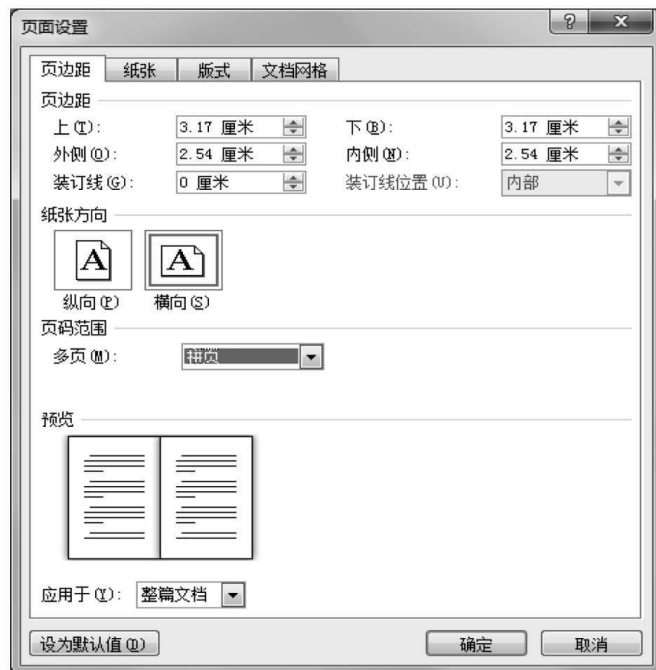 页面设置
页边距 纸张 版式 文档网格
页边距
上(T): 3.17 厘米 下(B): 3.17 厘米
外侧(O): 2.54 厘米 内侧(N): 2.54 厘米
装订线(G): 0 厘米 装订线位置(U): 内部
纸张方向
A A
纵向(P) 横向(S)
页码范围
多页(M): 拼页
预览
应用于(Y): 整篇文档
设为默认值(D) 确定 取消